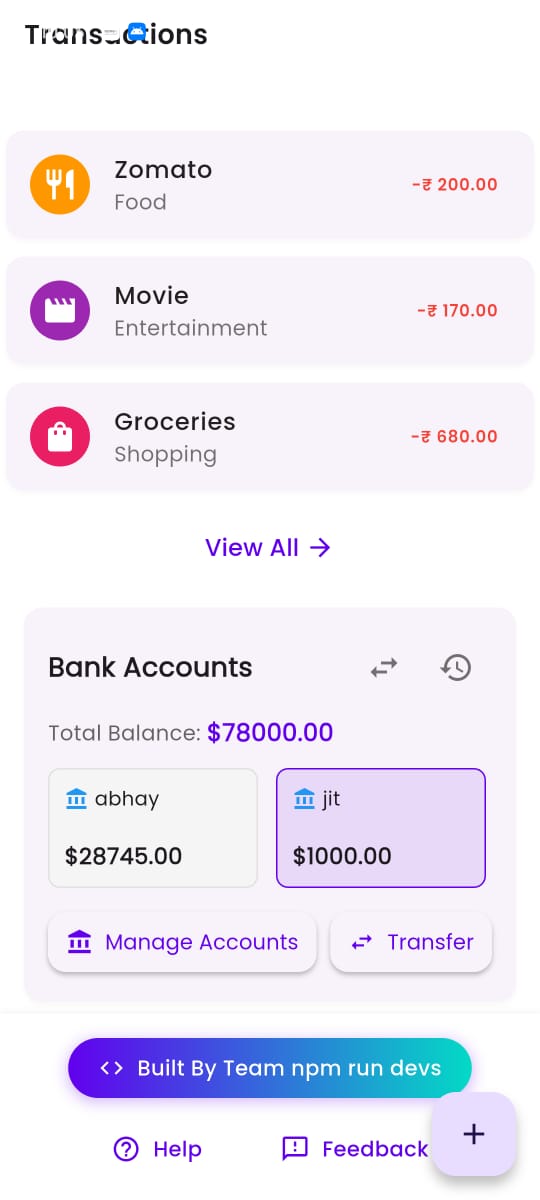 Transactions
Zomato
Food
-₹ 200.00
Movie
Entertainment
-₹ 170.00
Groceries
Shopping
-₹ 680.00
View All →
Bank Accounts
Total Balance: $78000.00
abhay
$28745.00
jit
$1000.00
Manage Accounts
Transfer
<> Built By Team npm run devs
Help
Feedback
+